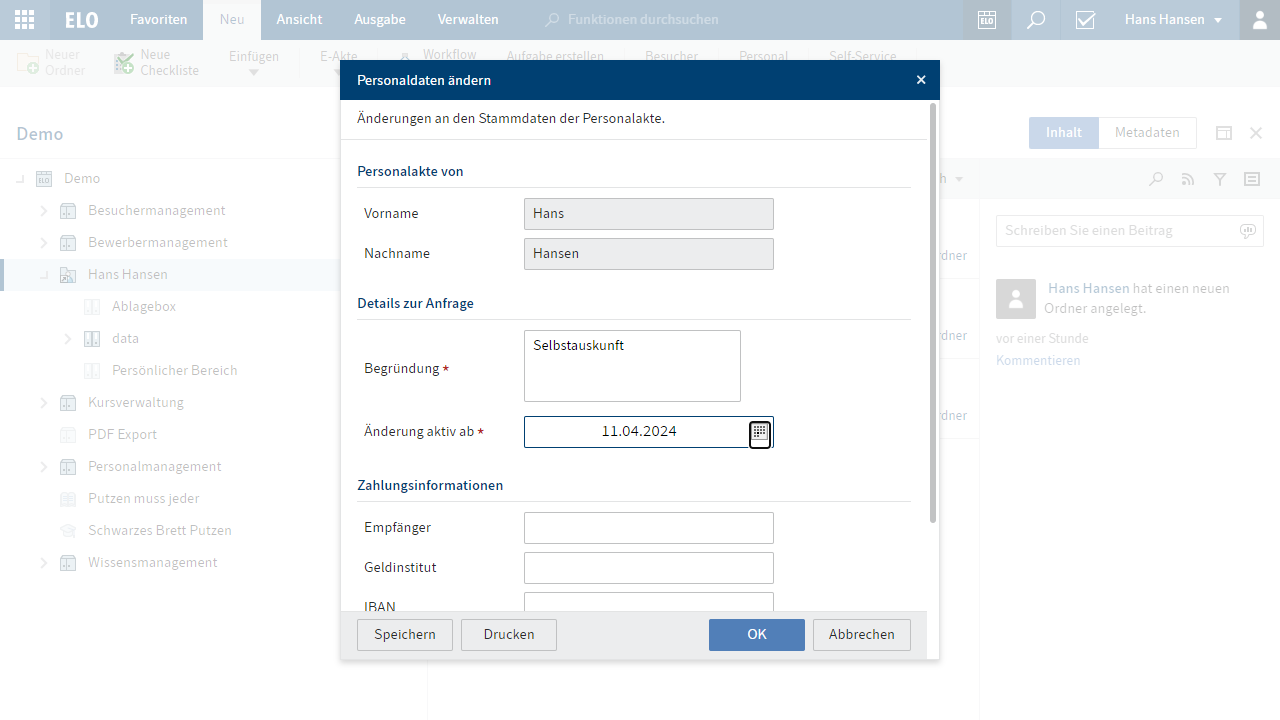 ELO
Favoriten
Neu
Ansicht
Ausgabe
Verwalten
Funktionen durchsuchen
ELO
Hans Hansen
Neuer
Ordner
Neue
Checkliste
Einfügen
E-Akte
Workflow
Aufgabe erstellen
Besucher
Personal
Self-Service
Personaldaten ändern
Änderungen an den Stammdaten der Personalakte.
Personalakte von
Vorname
Hans
Nachname
Hansen
Details zur Anfrage
Begründung *
Selbstauskunft
Änderung aktiv ab *
11.04.2024
Zahlungsinformationen
Empfänger
Geldinstitut
IBAN
Speichern
Drucken
OK
Abbrechen
Demo
ELO
Demo
Besuchermanagement
Bewerbermanagement
Hans Hansen
Ablagebox
data
Persönlicher Bereich
Kursverwaltung
PDF Export
Personalmanagement
Putzen muss jeder
Schwarzes Brett Putzen
Wissensmanagement
Inhalt
Metadaten
h
rdner
rdner
rdner
Schreiben Sie einen Beitrag
Hans Hansen hat einen neuen
Ordner angelegt.
vor einer Stunde
Kommentieren